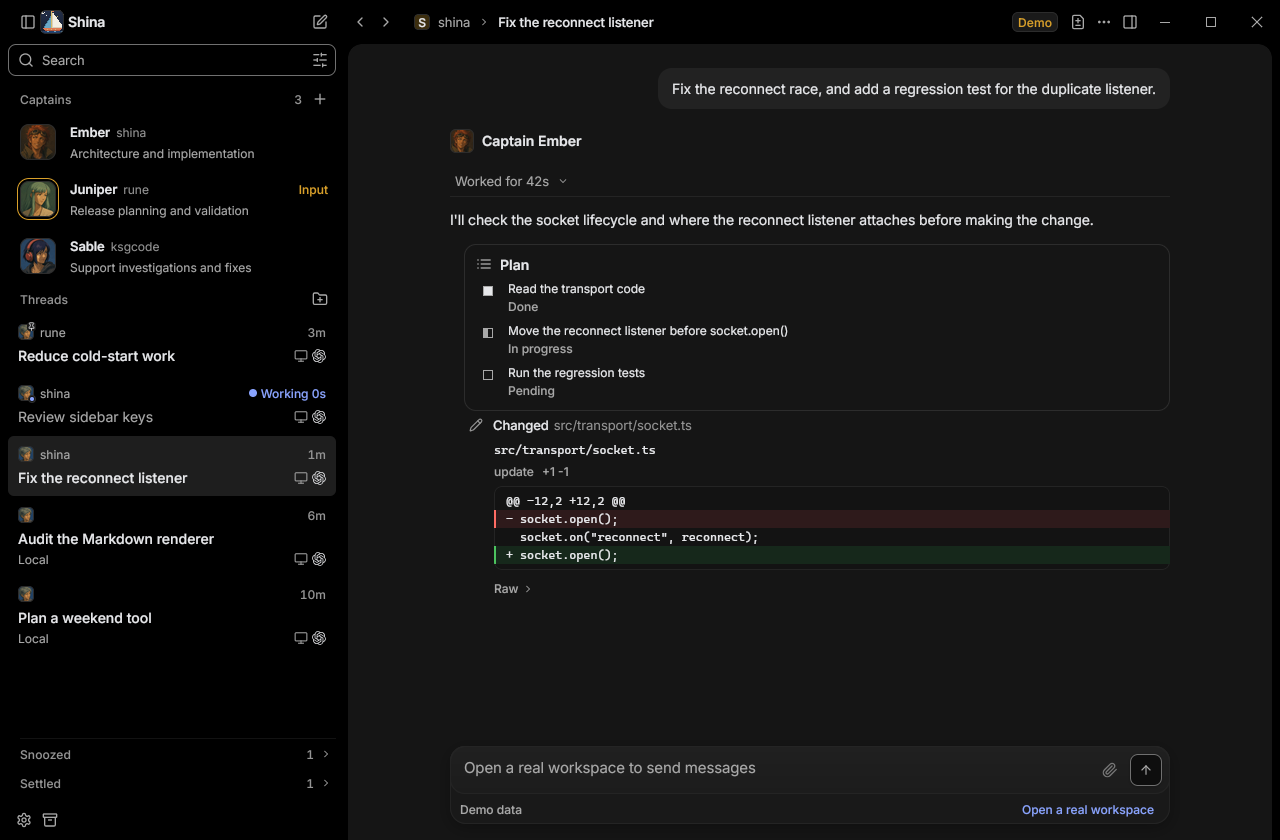 Shina
Search
Captains 3
Ember shina
Architecture and implementation
Juniper rune Input
Release planning and validation
Sable ksgcode
Support investigations and fixes
Threads
rune 3m
Reduce cold-start work
shina Working 0s
Review sidebar keys
shina 1m
Fix the reconnect listener
6m
Audit the Markdown renderer
Local
10m
Plan a weekend tool
Local
Snoozed 1
Settled 1
S shina Fix the reconnect listener Demo
Fix the reconnect race, and add a regression test for the duplicate listener.
Captain Ember
Worked for 42s
I'll check the socket lifecycle and where the reconnect listener attaches before making the change.
Plan
Read the transport code
Done
Move the reconnect listener before socket.open()
In progress
Run the regression tests
Pending
Changed src/transport/socket.ts
src/transport/socket.ts
update +1 -1
@@ -12,2 +12,2 @@
- socket.open();
socket.on("reconnect", reconnect);
+ socket.open();
Raw
Open a real workspace to send messages
Demo data Open a real workspace